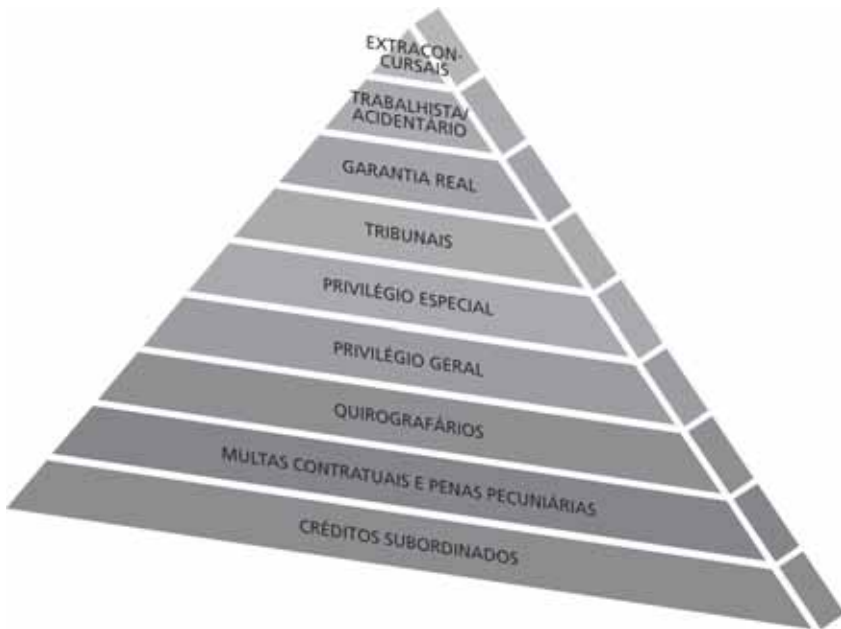 EXTRACON-
CURSAIS
TRABALHISTA/
ACIDENTÁRIO
GARANTIA REAL
TRIBUNAIS
PRIVILÉGIO ESPECIAL
PRIVILÉGIO GERAL
QUIROGRAFÁRIOS
MULTAS CONTRATUAIS E PENAS PECUNIÁRIAS
CRÉDITOS SUBORDINADOS